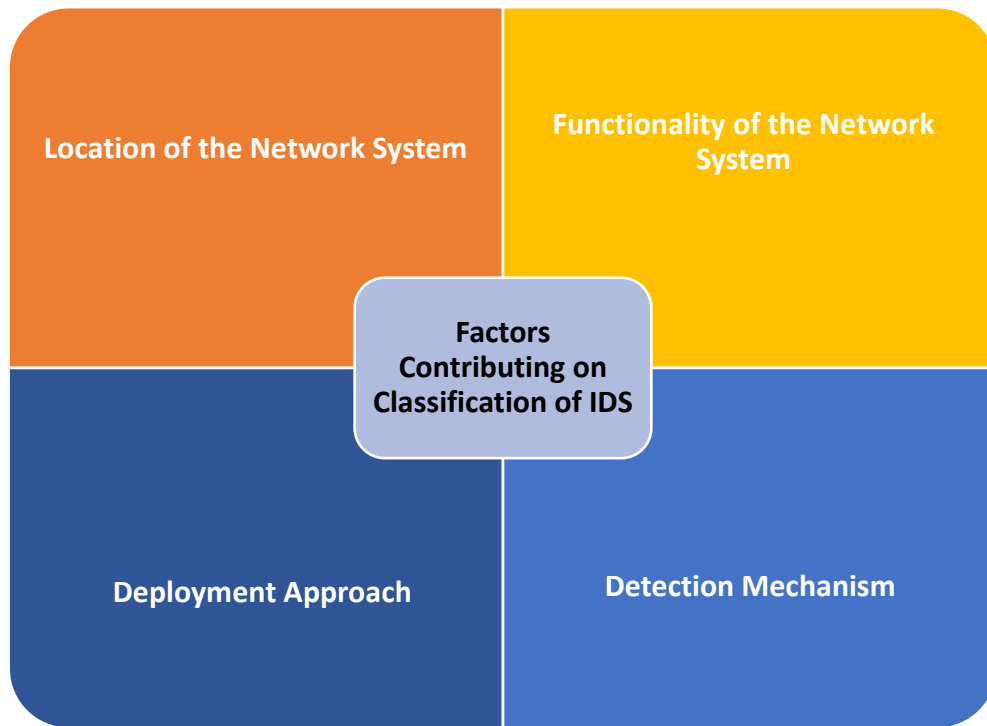 Location of the Network System
Functionality of the Network
System
Factors
Contributing on
Classification of IDS
Deployment Approach
Detection Mechanism